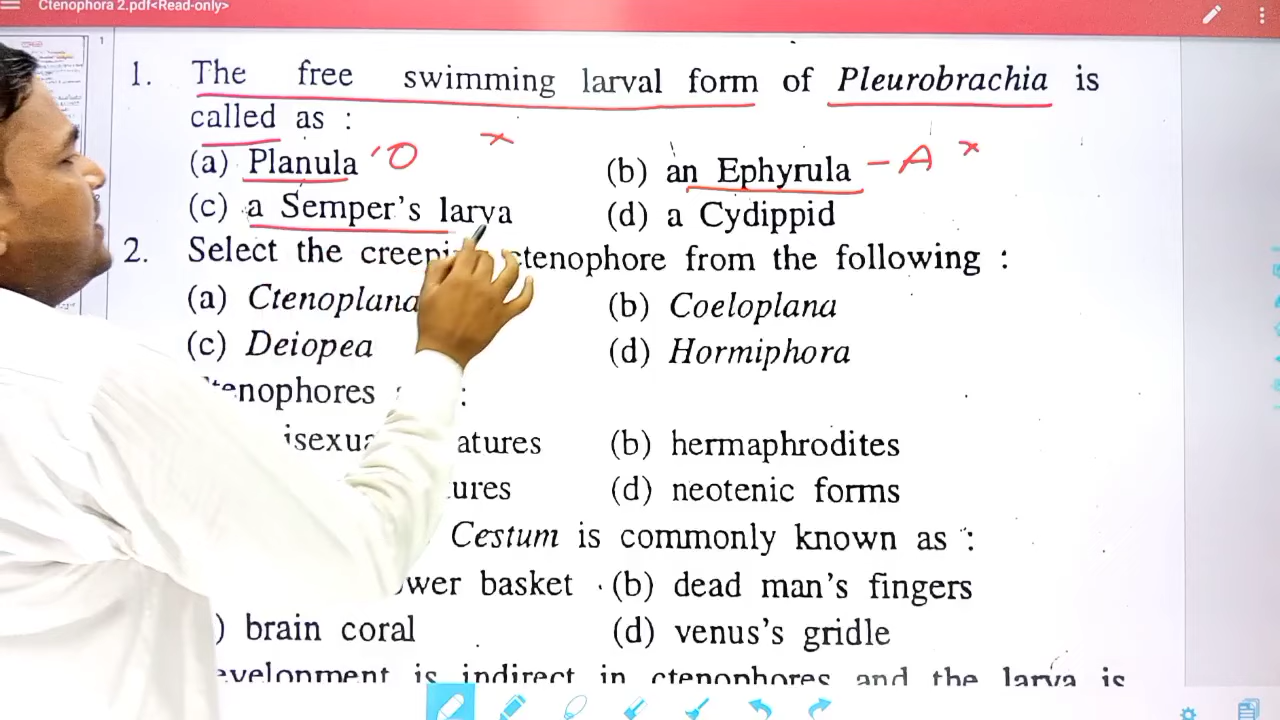 Ctenophora 2.pdf<Read-only>
1
1. The free swimming larval form of Pleurobrachia is
called as :
(a) Planula 'O x (b) an Ephyrula - A x
(c) a Semper's larva (d) a Cydippid
2. Select the creeping ctenophore from the following :
(a) Ctenoplana (b) Coeloplana
(c) Deiopea (d) Hormiphora
tenophores :
isexua atures (b) hermaphrodites
ures (d) neotenic forms
Cestum is commonly known as :
ower basket (b) dead man's fingers
) brain coral (d) venus's gridle
evelopment is indirect in ctenophores and the larva is